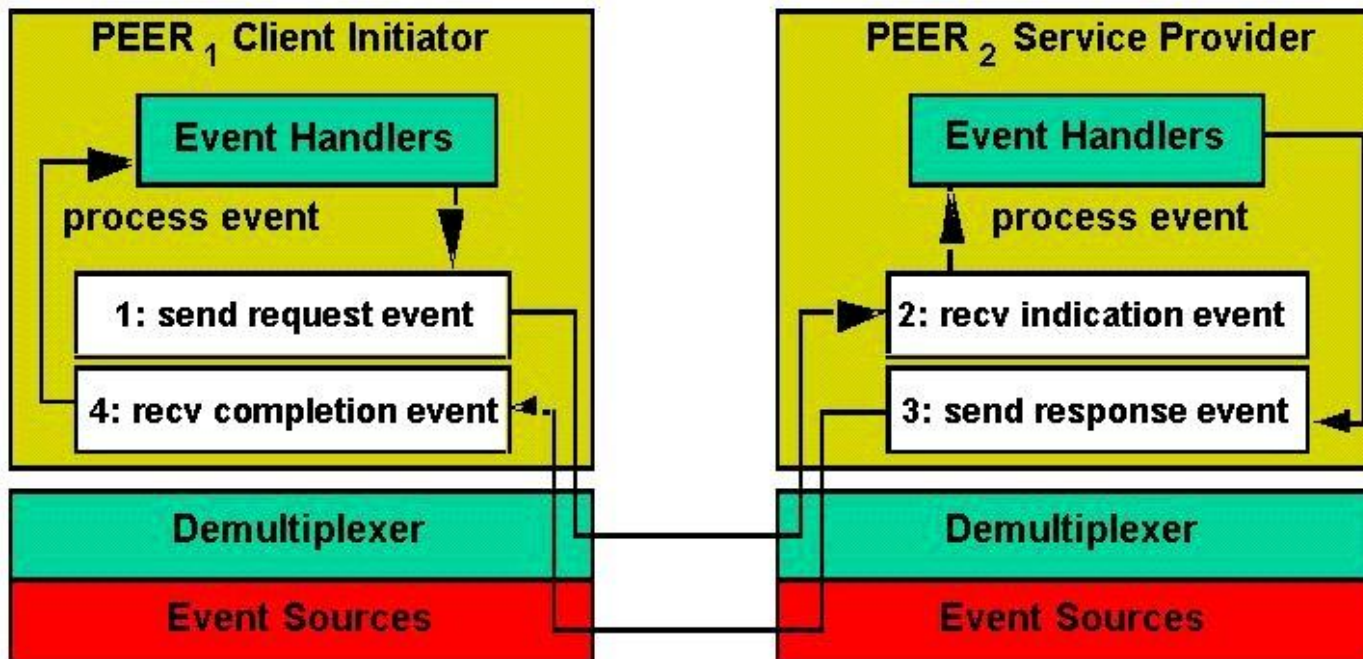 PEER 1 Client Initiator
Event Handlers
process event
1: send request event
4: recv completion event
Demultiplexer
Event Sources
PEER 2 Service Provider
Event Handlers
process event
2: recv indication event
3: send response event
Demultiplexer
Event Sources